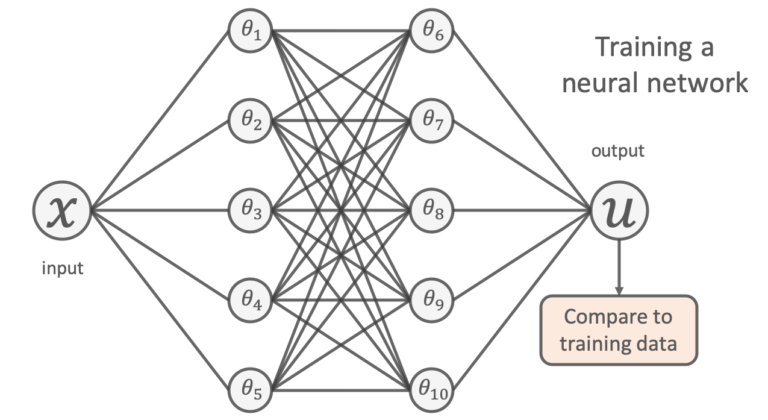 Training a
neural network
θ1 θ6
θ2 θ7
output
x θ3 θ8 u
input
θ4 θ9
Compare to
training data
θ5 θ10